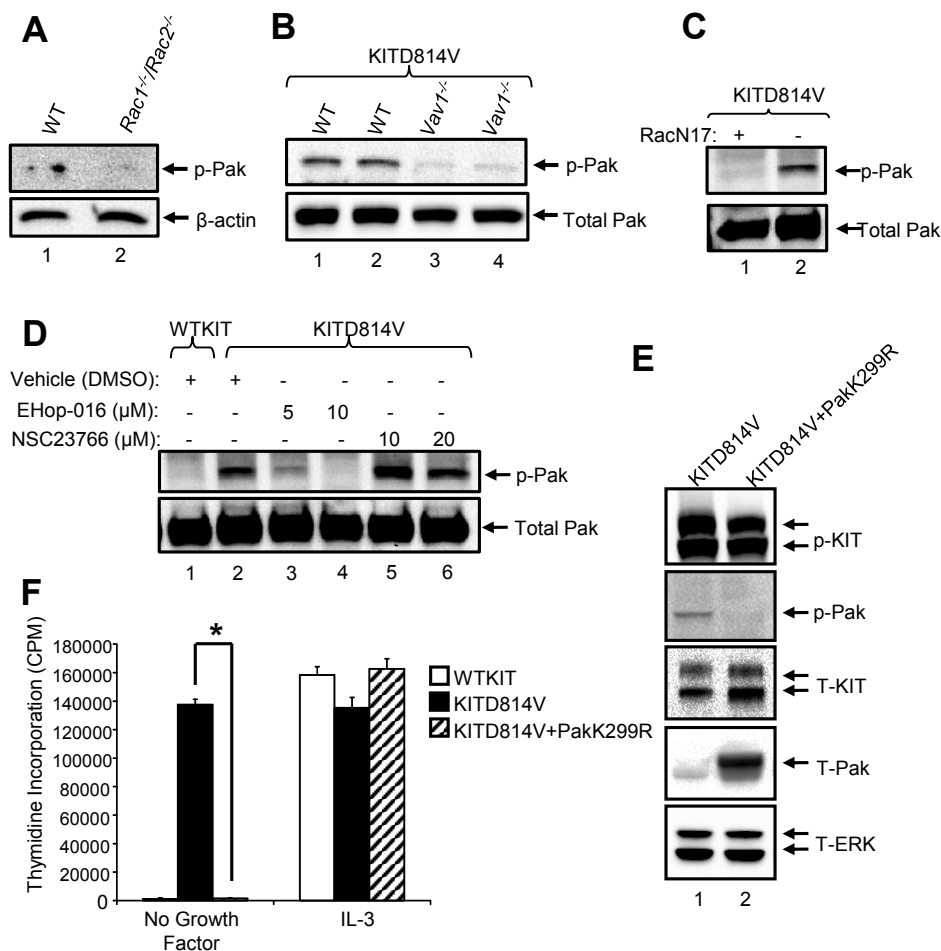 A
WT
Rac1-/-/Rac2-/-
p-Pak
β-actin
1 2
B
KITD814V
WT WT Vav1-/- Vav1-/-
p-Pak
Total Pak
1 2 3 4
C
KITD814V
RacN17: + -
p-Pak
Total Pak
1 2
D
WTKIT KITD814V
Vehicle (DMSO): + + - - - -
EHop-016 (µM): - - 5 10 - -
NSC23766 (µM): - - - - 10 20
p-Pak
Total Pak
1 2 3 4 5 6
E
KITD814V
KITD814V+PakK299R
p-KIT
p-Pak
T-KIT
T-Pak
T-ERK
1 2
F
Thymidine Incorporation (CPM)
180000
160000
140000
120000
100000
80000
60000
40000
20000
0
*
WTKIT
KITD814V
KITD814V+PakK299R
No Growth
Factor
IL-3